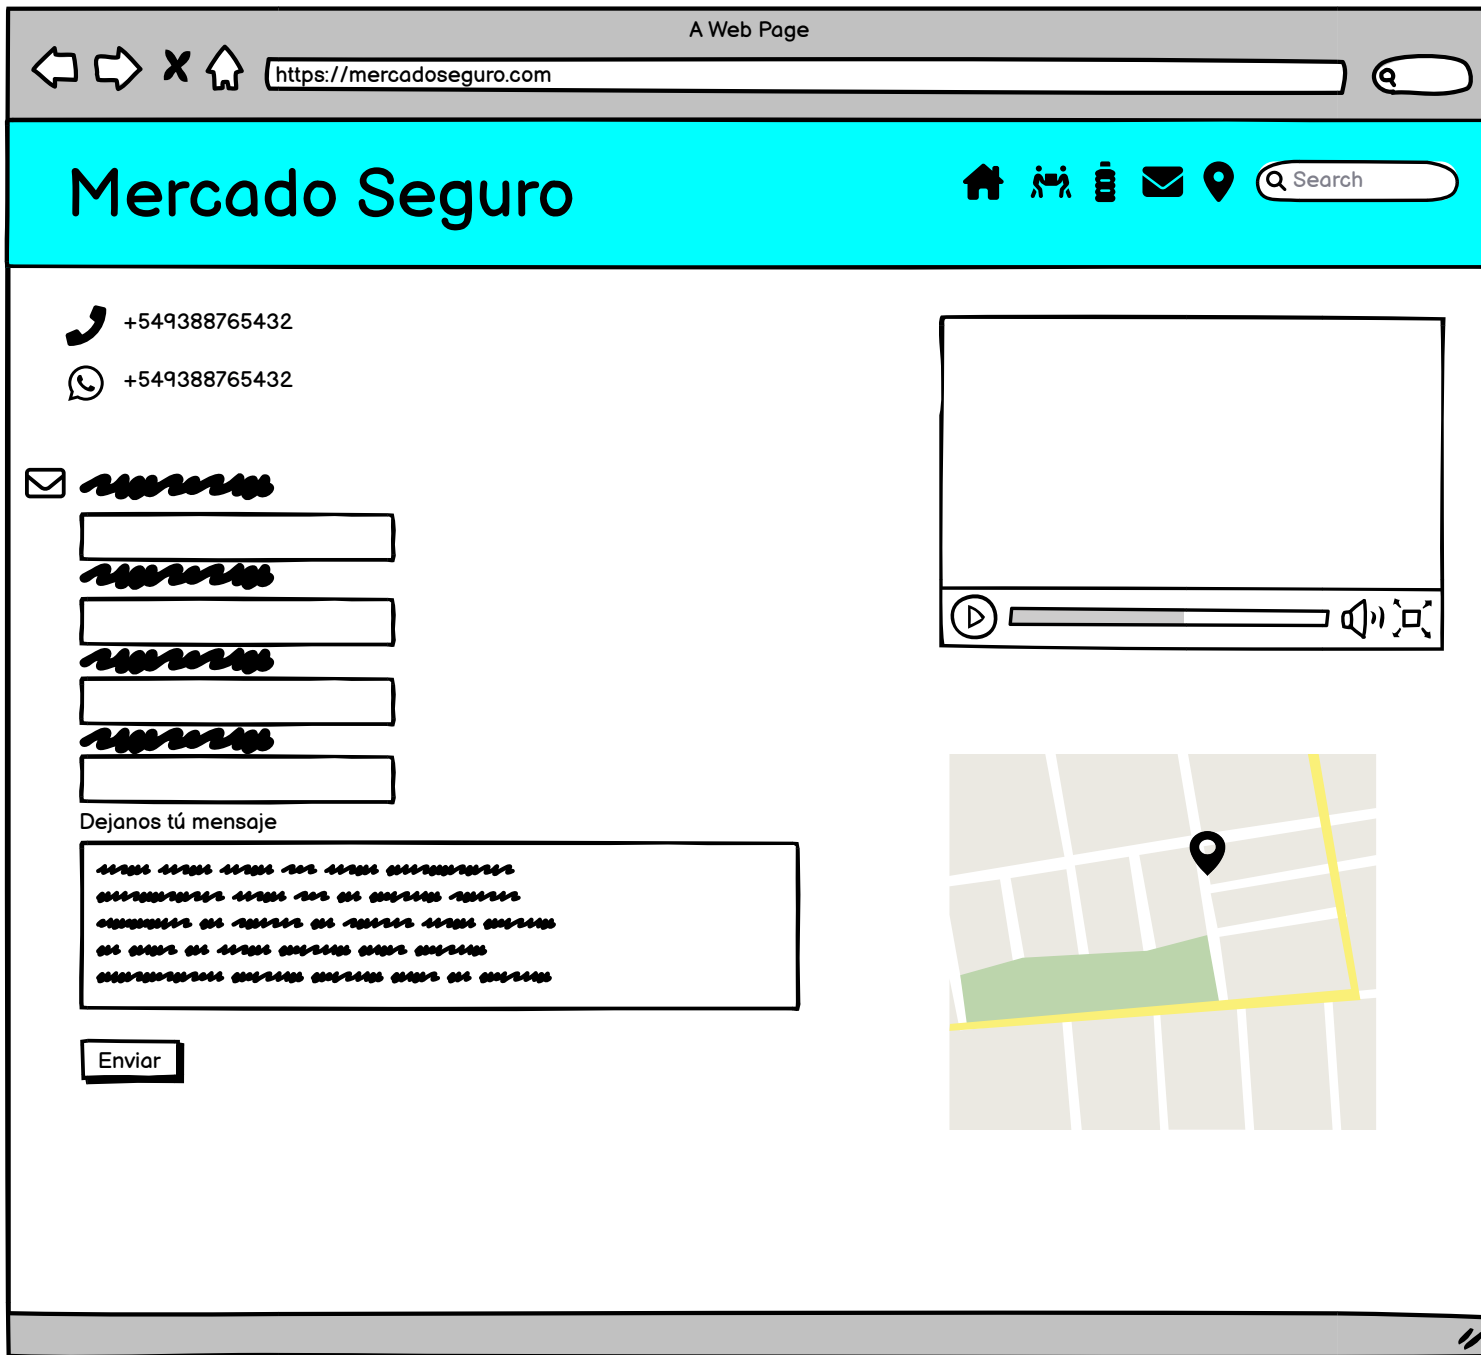 A Web Page
https://mercadoseguro.com
Mercado Seguro
Search
+549388765432
+549388765432
Dejanos tú mensaje
Enviar